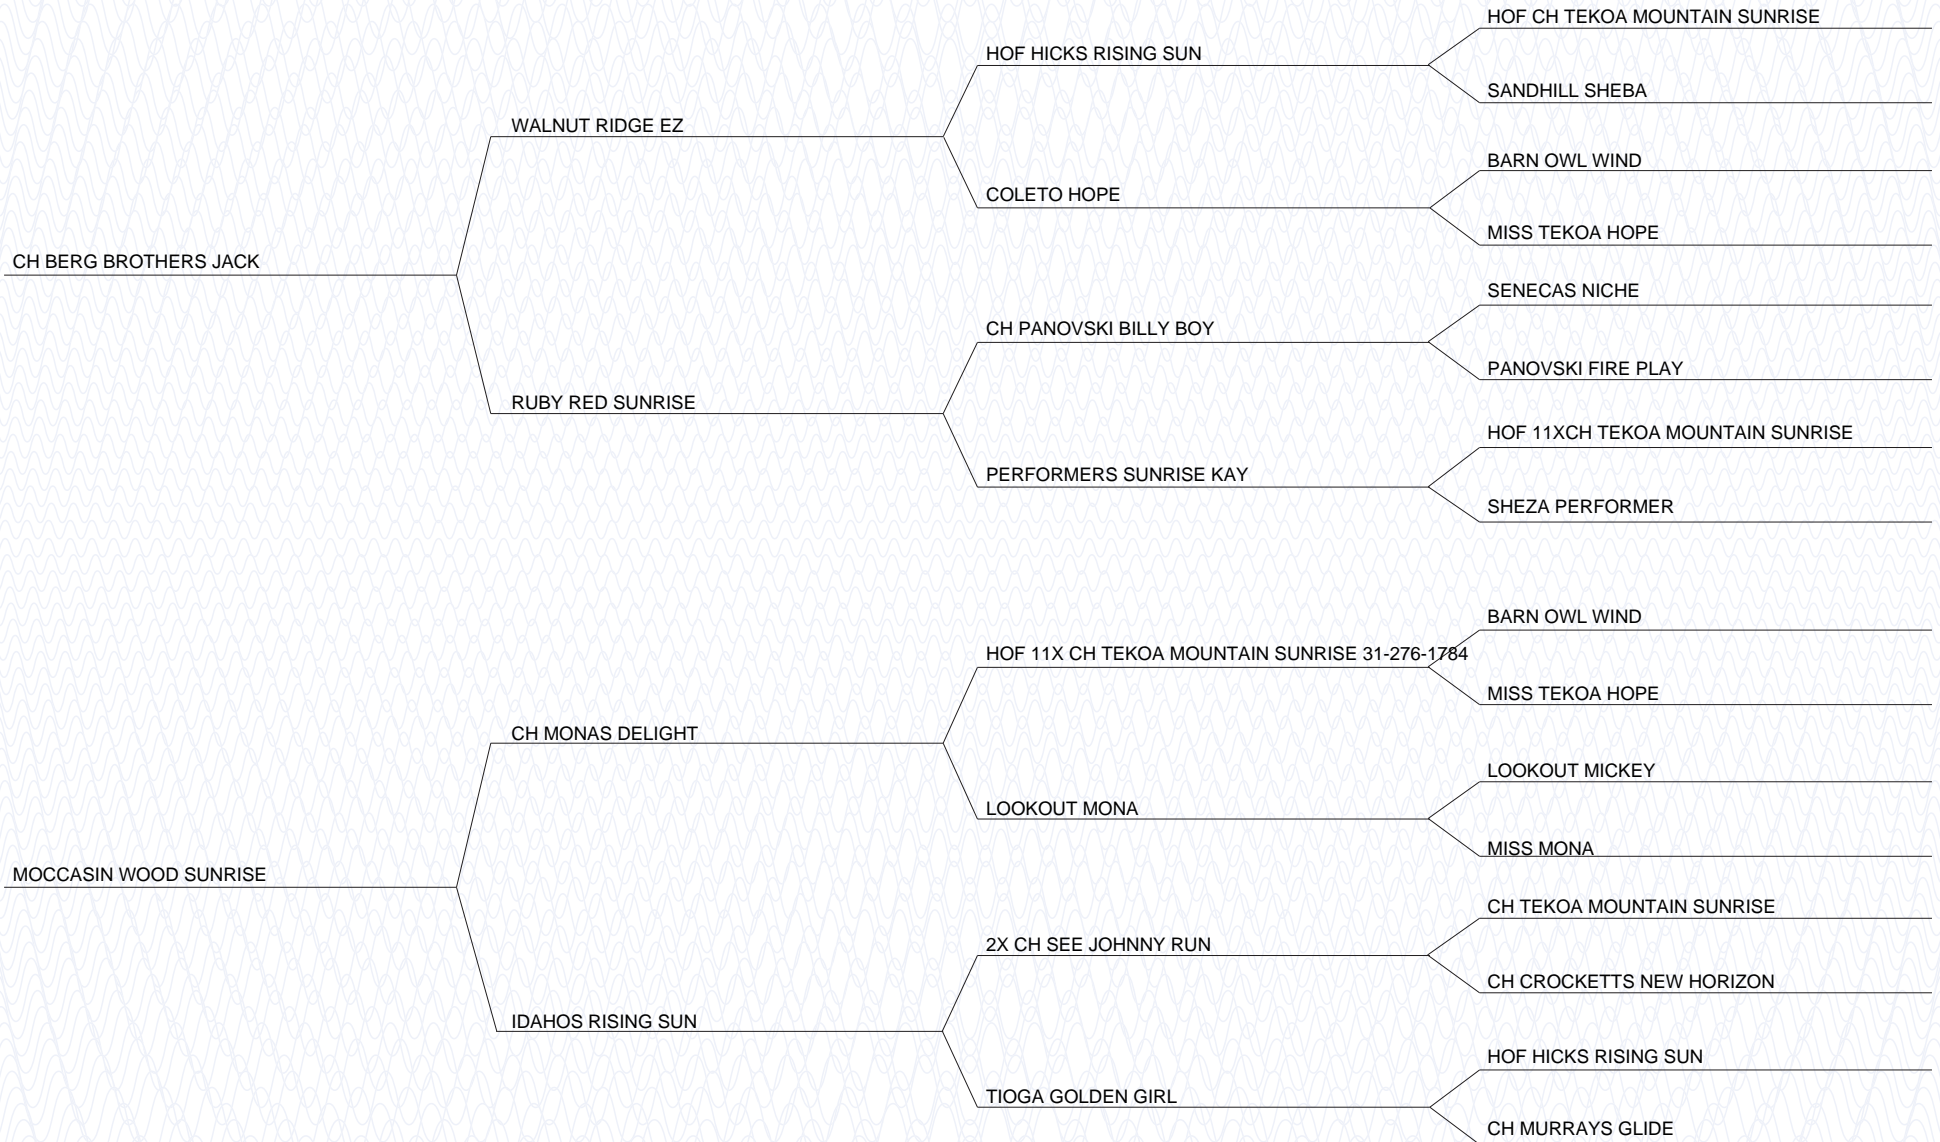 HOF CH TEKOA MOUNTAIN SUNRISE
HOF HICKS RISING SUN
SANDHILL SHEBA
WALNUT RIDGE EZ
BARN OWL WIND
COLETO HOPE
MISS TEKOA HOPE
CH BERG BROTHERS JACK
SENECAS NICHE
CH PANOVSKI BILLY BOY
PANOVSKI FIRE PLAY
RUBY RED SUNRISE
HOF 11XCH TEKOA MOUNTAIN SUNRISE
PERFORMERS SUNRISE KAY
SHEZA PERFORMER
BARN OWL WIND
HOF 11X CH TEKOA MOUNTAIN SUNRISE 31-276-1784
MISS TEKOA HOPE
CH MONAS DELIGHT
LOOKOUT MICKEY
LOOKOUT MONA
MISS MONA
MOCCASIN WOOD SUNRISE
CH TEKOA MOUNTAIN SUNRISE
2X CH SEE JOHNNY RUN
CH CROCKETTS NEW HORIZON
IDAHOS RISING SUN
HOF HICKS RISING SUN
TIOGA GOLDEN GIRL
CH MURRAYS GLIDE